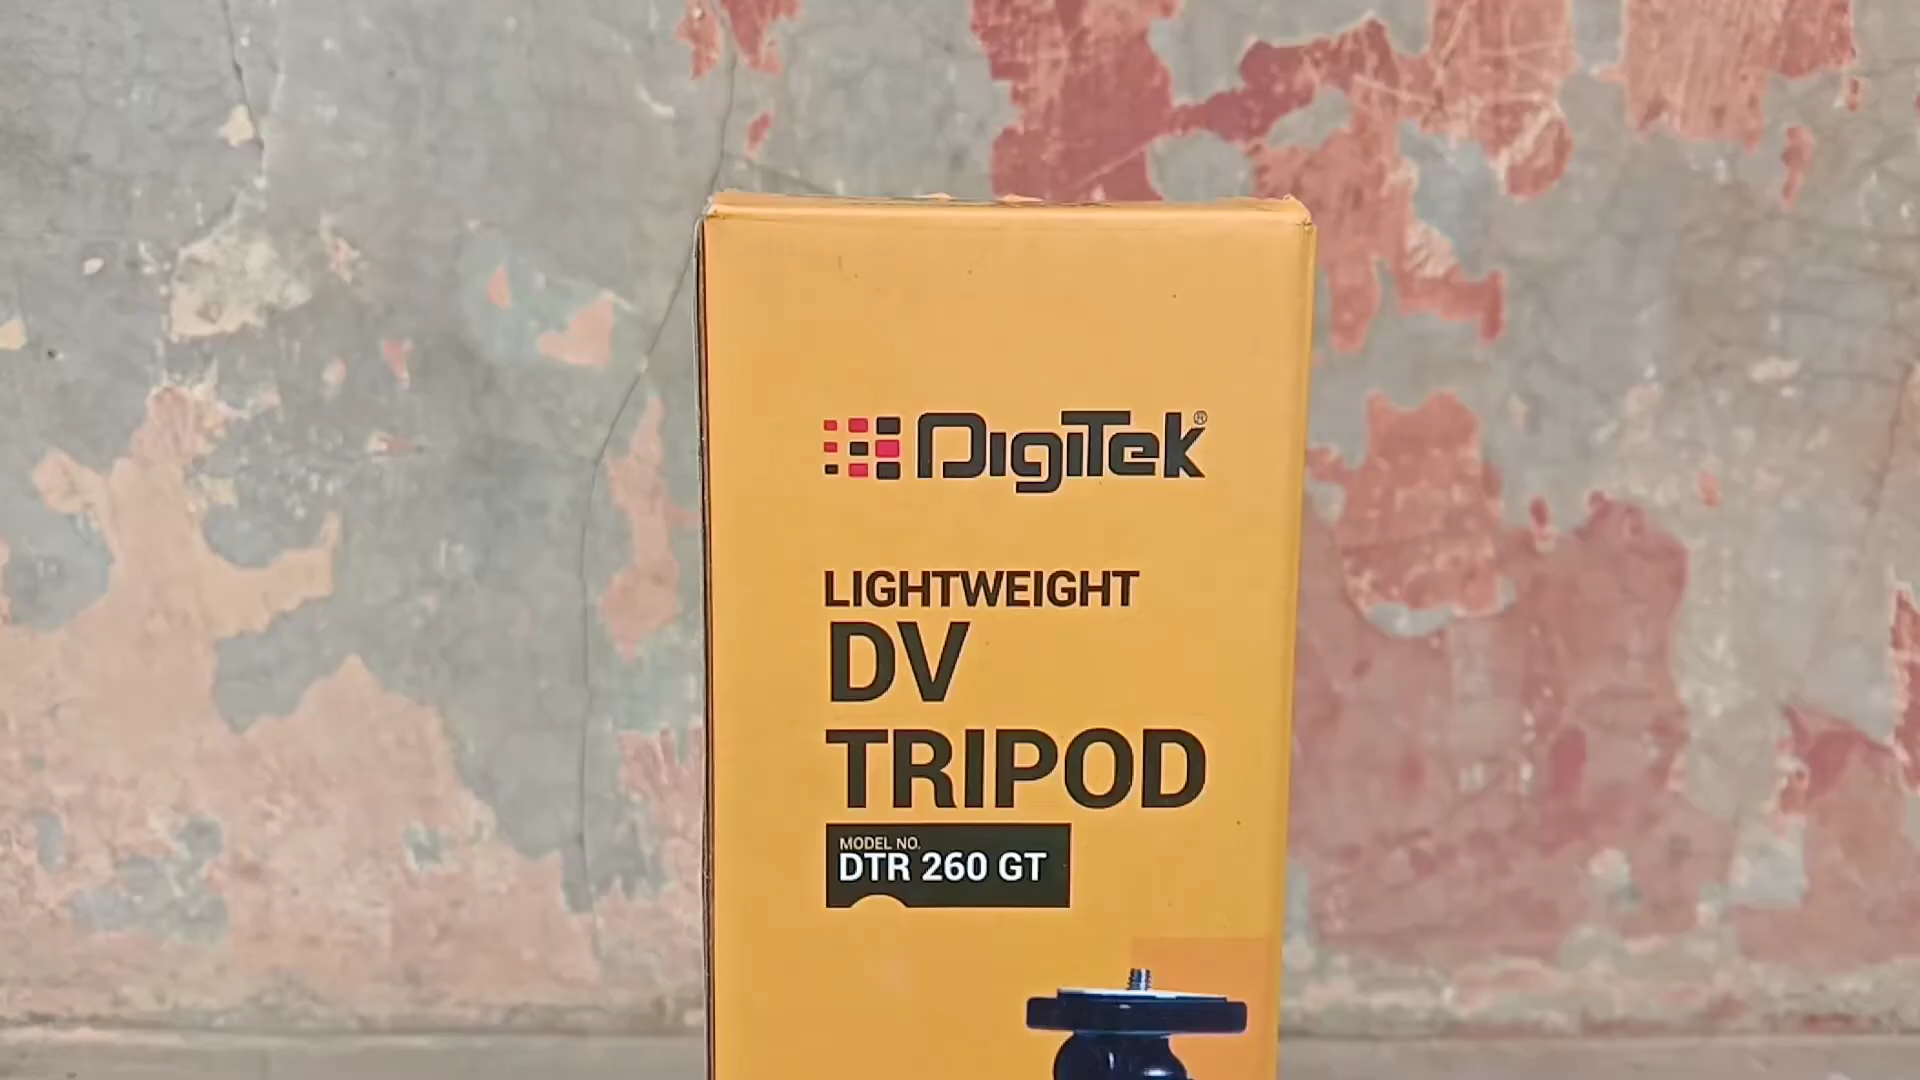 DigiTek®
LIGHTWEIGHT
DV
TRIPOD
MODEL NO.
DTR 260 GT